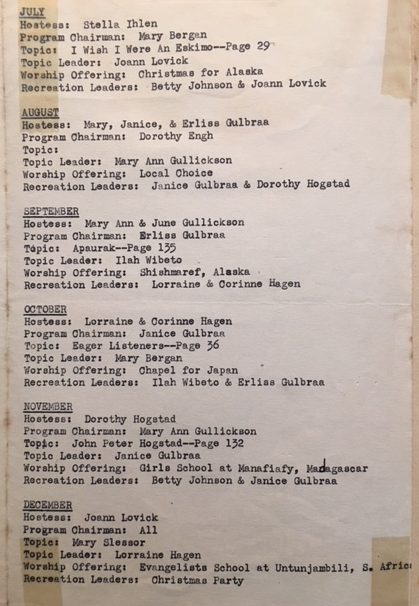 JULY
Hostess: Stella Ihlen
Program Chairman: Mary Bergan
Topic: I Wish I Were An Eskimo--Page 29
Topic Leader: Joann Lovick
Worship Offering: Christmas for Alaska
Recreation Leaders: Betty Johnson & Joann Lovick
AUGUST
Hostess: Mary, Janice, & Erliss Gulbraa
Program Chairman: Dorothy Engh
Topic:
Topic Leader: Mary Ann Gullickson
Worship Offering: Local Choice
Recreation Leaders: Janice Gulbraa & Dorothy Hogstad
SEPTEMBER
Hostess: Mary Ann & June Gullickson
Program Chairman: Erliss Gulbraa
Topic: Apaurak--Page 135
Topic Leader: Ilah Wibeto
Worship Offering: Shishmaref, Alaska
Recreation Leaders: Lorraine & Corinne Hagen
OCTOBER
Hostess: Lorraine & Corinne Hagen
Program Chairman: Janice Gulbraa
Topic: Eager Listeners--Page 36
Topic Leader: Mary Bergan
Worship Offering: Chapel for Japan
Recreation Leaders: Ilah Wibeto & Erliss Gulbraa
NOVEMBER
Hostess: Dorothy Hogstad
Program Chairman: Mary Ann Gullickson
Topic: John Peter Hogstad--Page 132
Topic Leader: Janice Gulbraa
Worship Offering: Girls School at Manafiafy, Madagascar
Recreation Leaders: Betty Johnson & Janice Gulbraa
DECEMBER
Hostess: Joann Lovick
Program Chairman: All
Topic: Mary Slessor
Topic Leader: Lorraine Hagen
Worship Offering: Evangelists School at Untunjambili, S. Africa
Recreation Leaders: Christmas Party